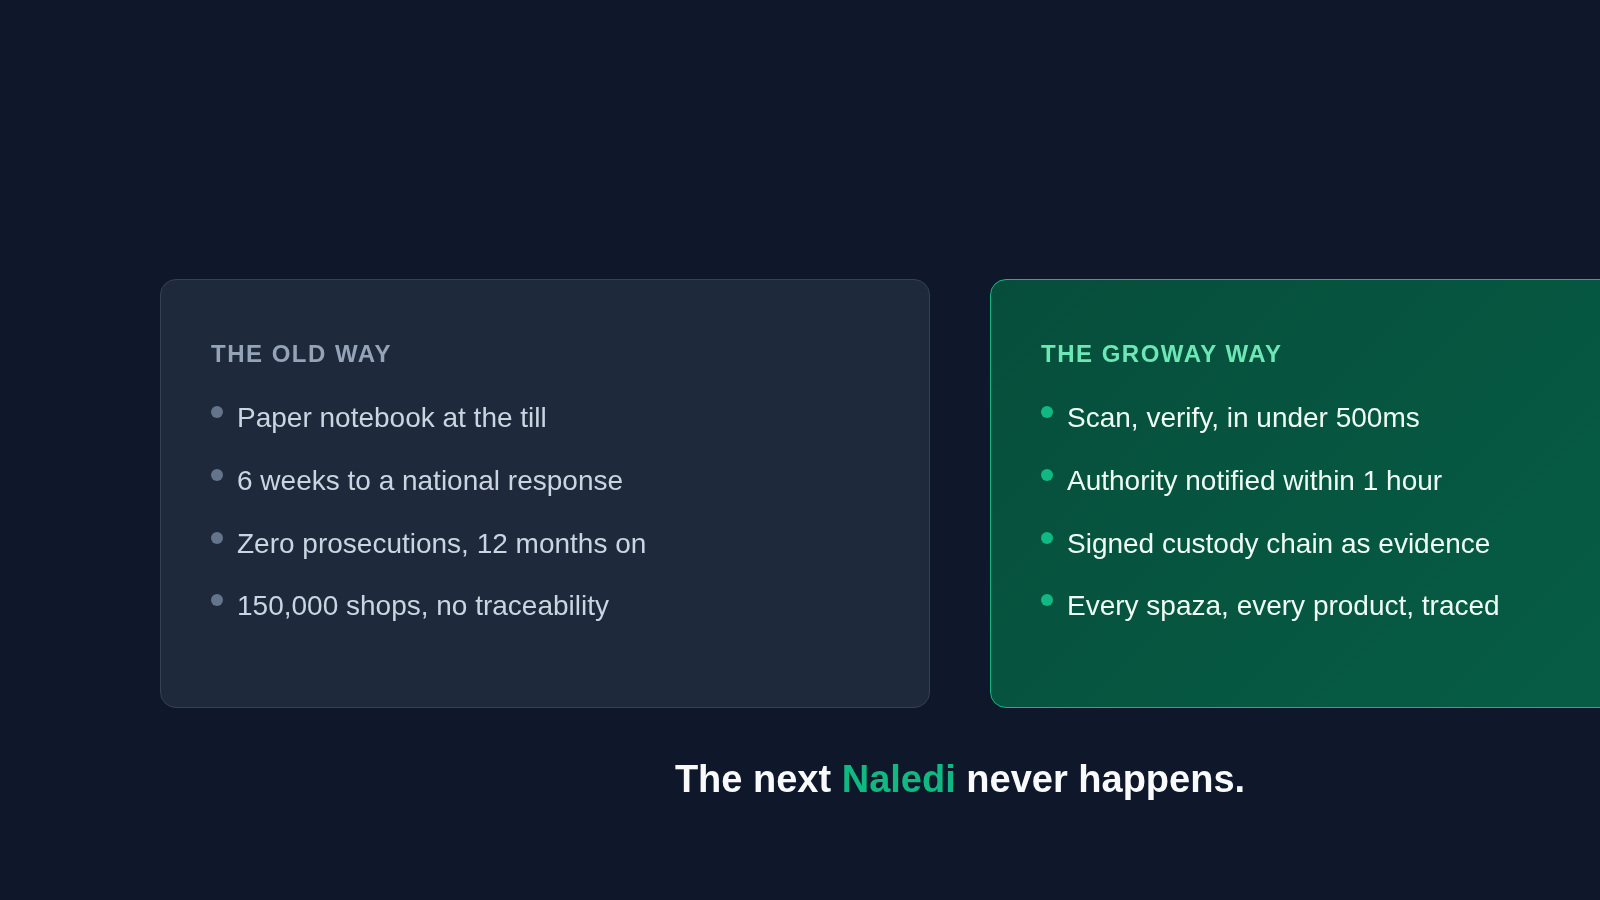 THE OLD WAY
Paper notebook at the till
6 weeks to a national response
Zero prosecutions, 12 months on
150,000 shops, no traceability
THE GROWAY WAY
Scan, verify, in under 500ms
Authority notified within 1 hour
Signed custody chain as evidence
Every spaza, every product, traced
The next Naledi never happens.